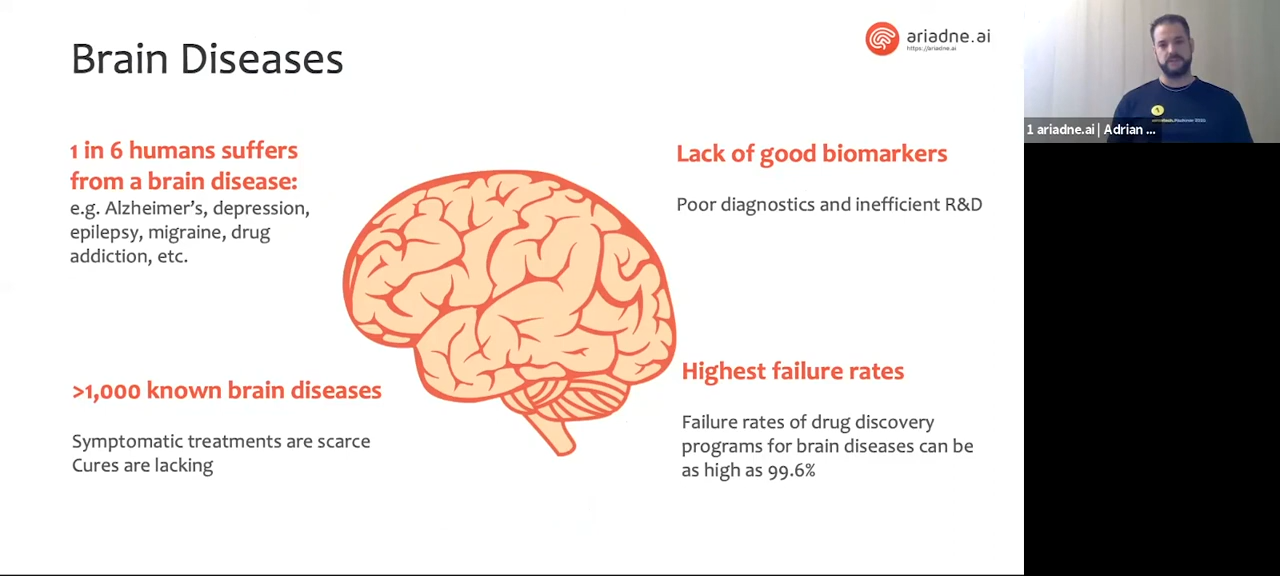 Brain Diseases
ariadne.ai
https://ariadne.ai
1 in 6 humans suffers
from a brain disease:
e.g. Alzheimer's, depression,
epilepsy, migraine, drug
addiction, etc.
Lack of good biomarkers
Poor diagnostics and inefficient R&D
>1,000 known brain diseases
Symptomatic treatments are scarce
Cures are lacking
Highest failure rates
Failure rates of drug discovery
programs for brain diseases can be
as high as 99.6%
1 ariadne.ai | Adrian ...